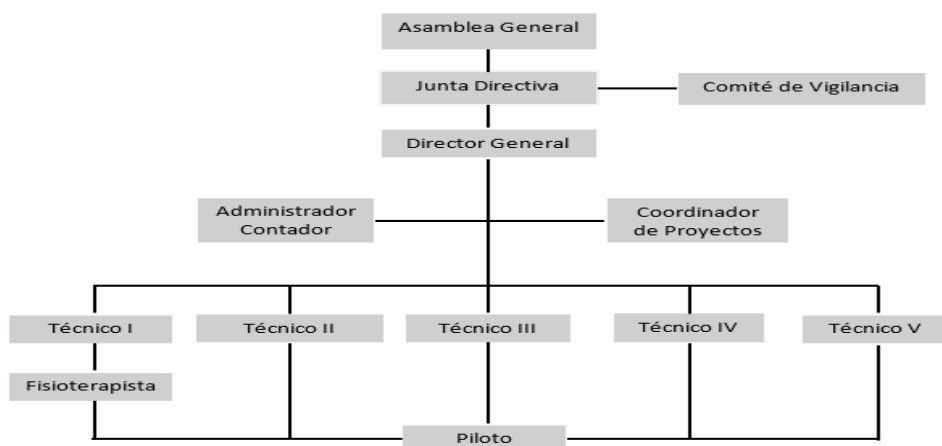 Asamblea General
Junta Directiva
Comité de Vigilancia
Director General
Administrador
Contador
Coordinador
de Proyectos
Técnico I
Técnico II
Técnico III
Técnico IV
Técnico V
Fisioterapista
Piloto